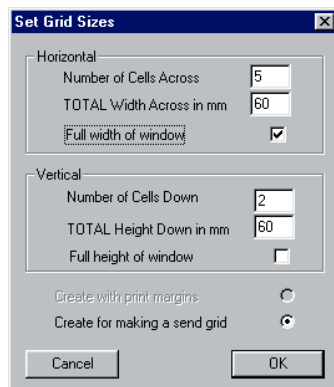 Set Grid Sizes
Horizontal
Number of Cells Across 5
TOTAL Width Across in mm 60
Full width of window
Vertical
Number of Cells Down 2
TOTAL Height Down in mm 60
Full height of window
Create with print margins
Create for making a send grid
Cancel OK